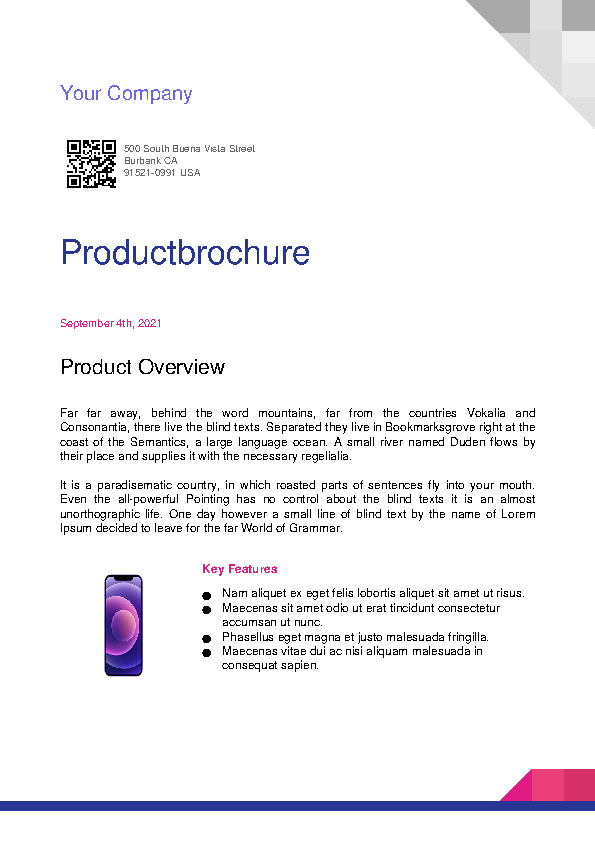 Your Company
500 South Buena Vista Street
Burbank CA
91521-0991 USA
Productbrochure
September 4th, 2021
Product Overview
Far far away, behind the word mountains, far from the countries Vokalia and
Consonantia, there live the blind texts. Separated they live in Bookmarksgrove right at the
coast of the Semantics, a large language ocean. A small river named Duden flows by
their place and supplies it with the necessary regelialia.
It is a paradisematic country, in which roasted parts of sentences fly into your mouth.
Even the all-powerful Pointing has no control about the blind texts it is an almost
unorthographic life. One day however a small line of blind text by the name of Lorem
Ipsum decided to leave for the far World of Grammar.
Key Features
● Nam aliquet ex eget felis lobortis aliquet sit amet ut risus.
● Maecenas sit amet odio ut erat tincidunt consectetur
accumsan ut nunc.
● Phasellus eget magna et justo malesuada fringilla.
● Maecenas vitae dui ac nisi aliquam malesuada in
consequat sapien.